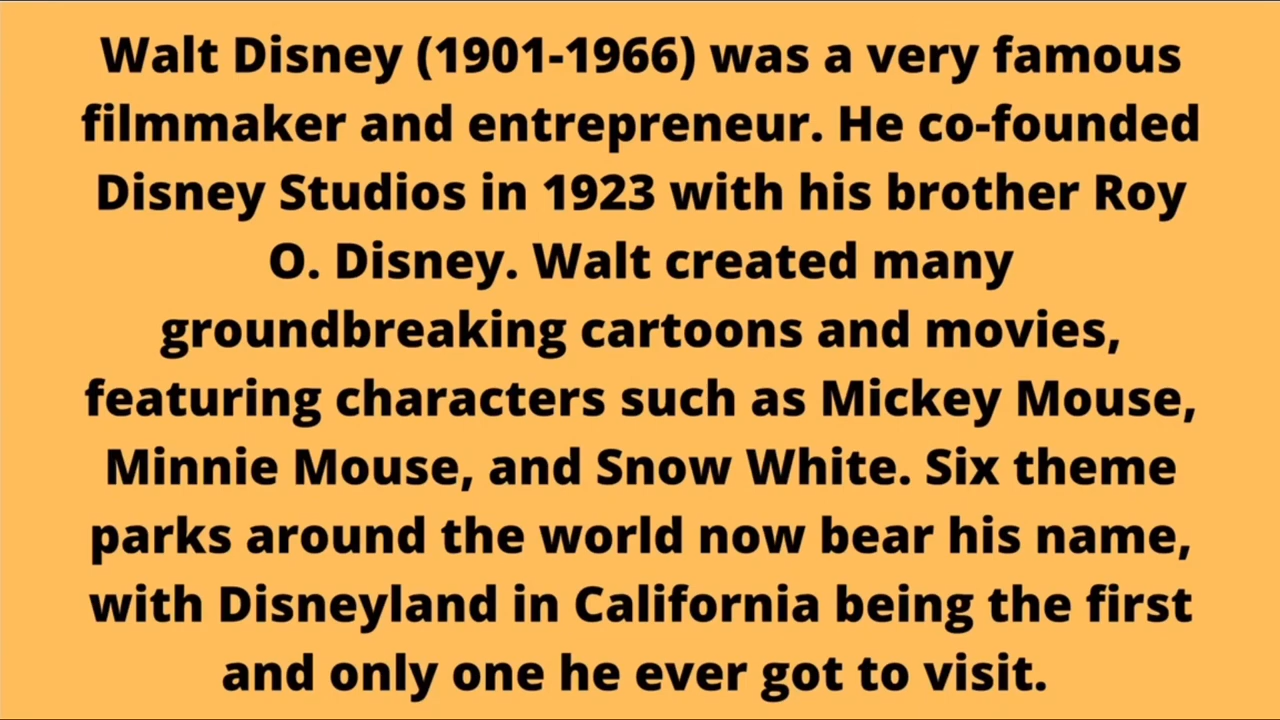 Walt Disney (1901-1966) was a very famous
filmmaker and entrepreneur. He co-founded
Disney Studios in 1923 with his brother Roy
O. Disney. Walt created many
groundbreaking cartoons and movies,
featuring characters such as Mickey Mouse,
Minnie Mouse, and Snow White. Six theme
parks around the world now bear his name,
with Disneyland in California being the first
and only one he ever got to visit.